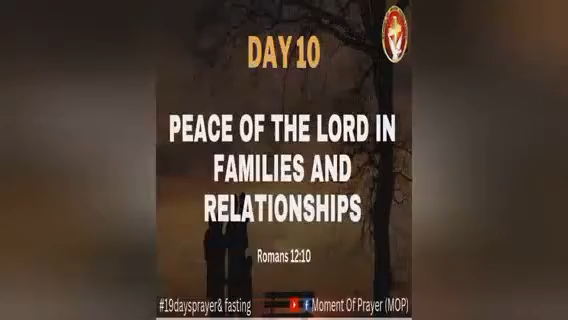 DAY 10
PEACE OF THE LORD IN
FAMILIES AND
RELATIONSHIPS
Romans 12:10
#19daysprayer& fasting
Moment Of Prayer (MOP)